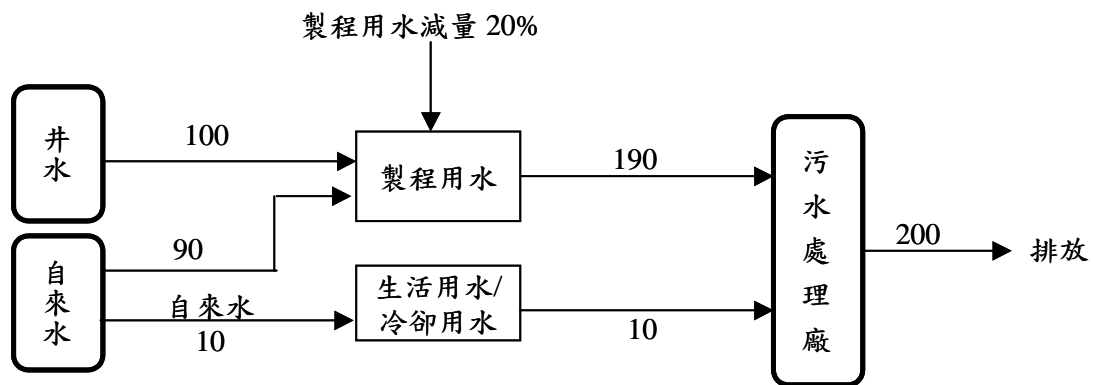 製程用水減量 20%
井水
100
製程用水
190
污水處理廠
200
排放
自來水
90
自來水
10
生活用水/
冷卻用水
10